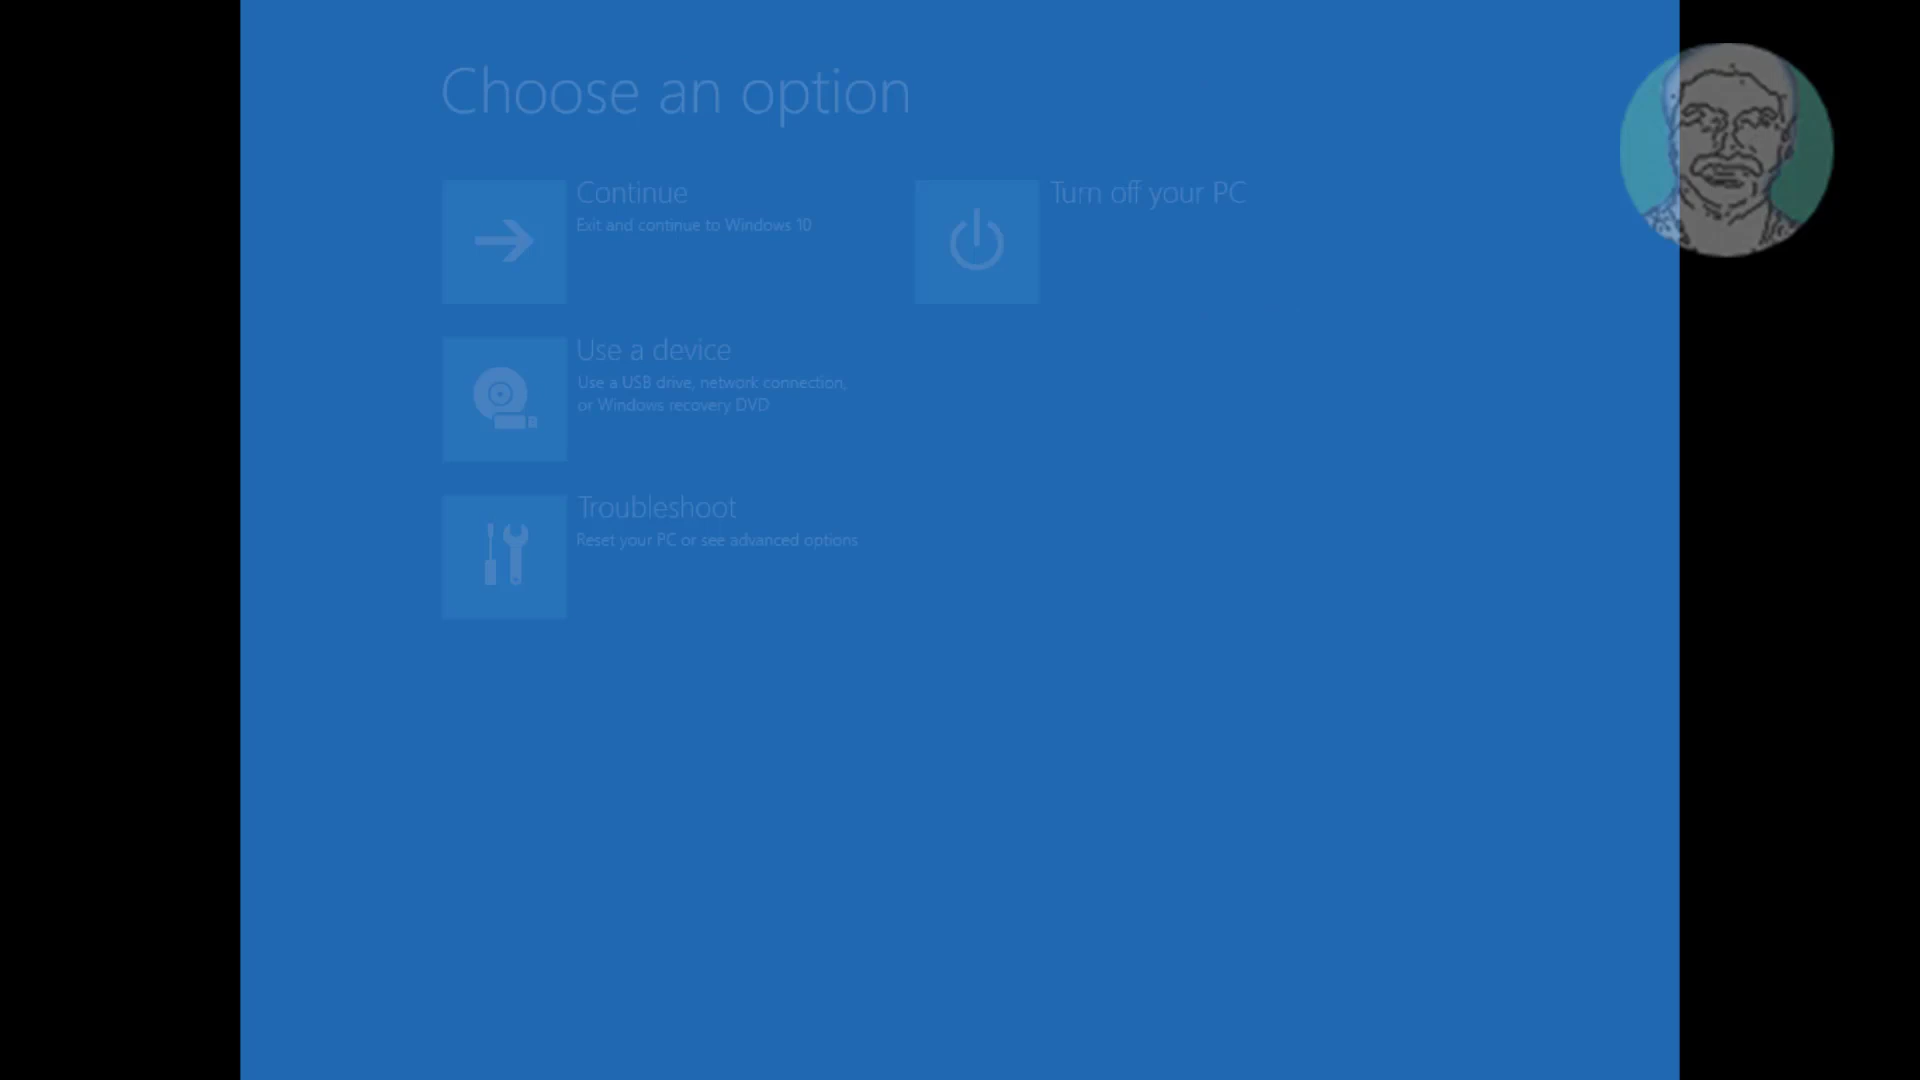 Choose an option
Continue
Exit and continue to Windows 10
Turn off your PC
Use a device
Use a USB drive, network connection,
or Windows recovery DVD
Troubleshoot
Reset your PC or see advanced options